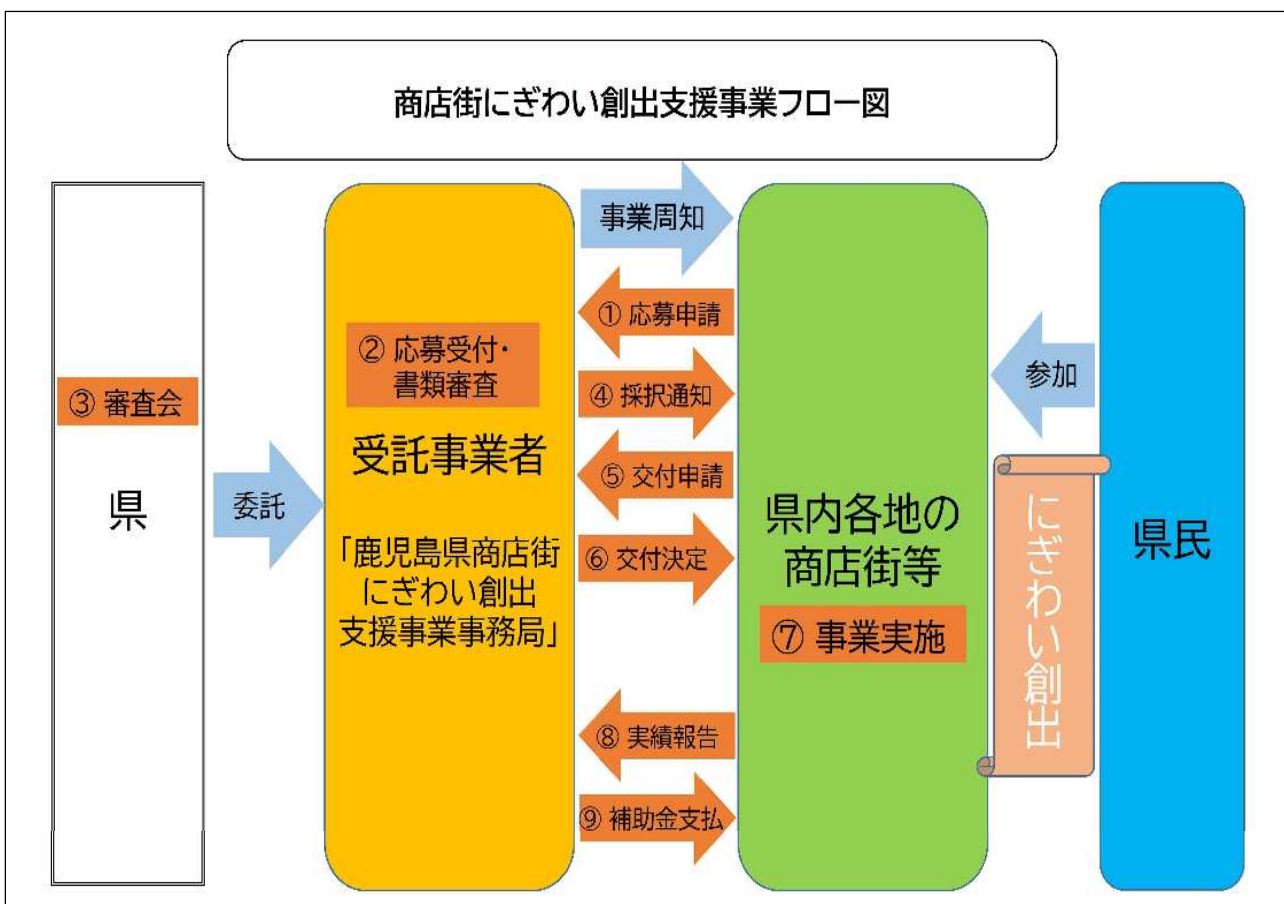 商店街にぎわい創出支援事業フロー図
県
③ 審査会
委託
② 応募受付・
書類審査
受託事業者
「鹿児島県商店街
にぎわい創出
支援事業事務局」
事業周知
① 応募申請
④ 採択通知
⑤ 交付申請
⑥ 交付決定
⑧ 実績報告
⑨ 補助金支払
県内各地の
商店街等
⑦ 事業実施
参加
にぎわい創出
県民